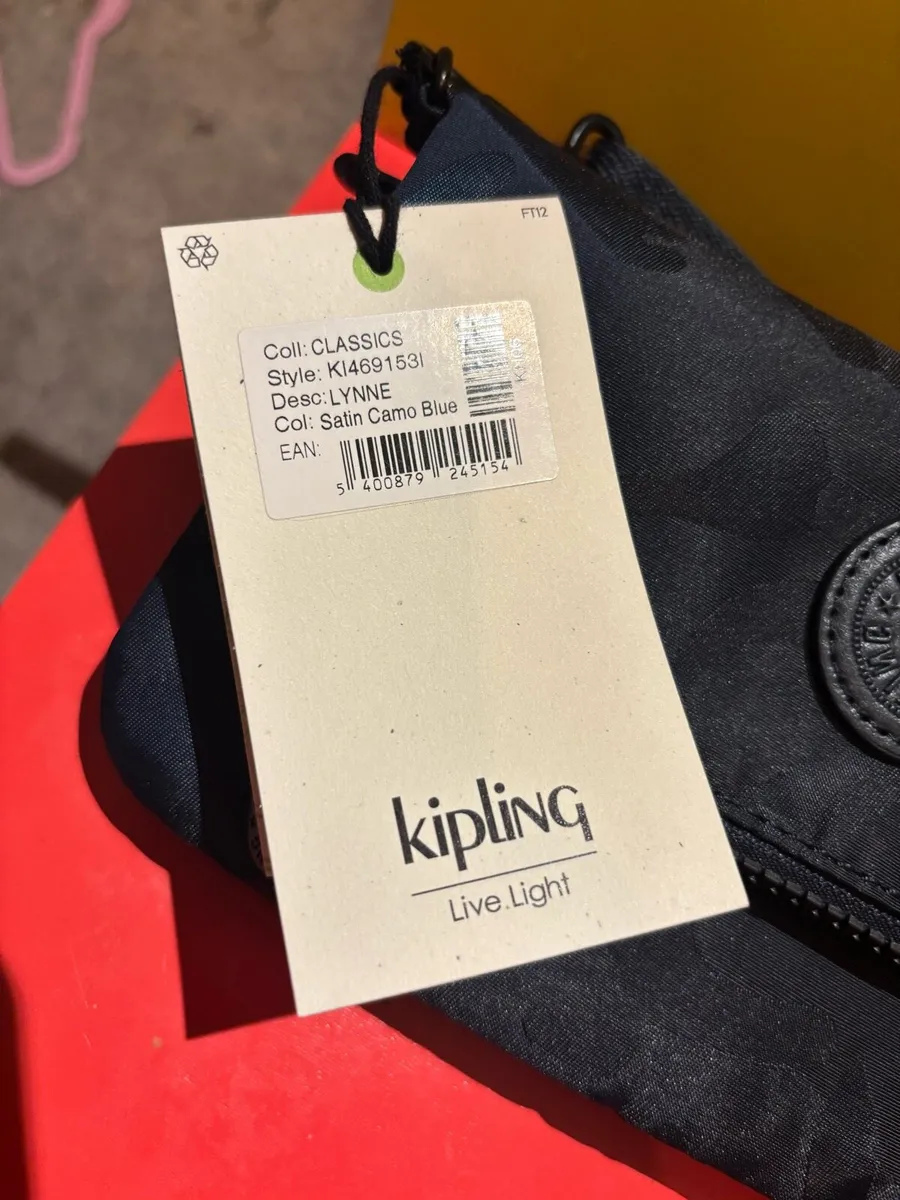 FT12
Coll: CLASSICS
Style: KI469153I
Desc: LYNNE
Col: Satin Camo Blue
EAN:
5 400879 245154
kipling
Live.Light